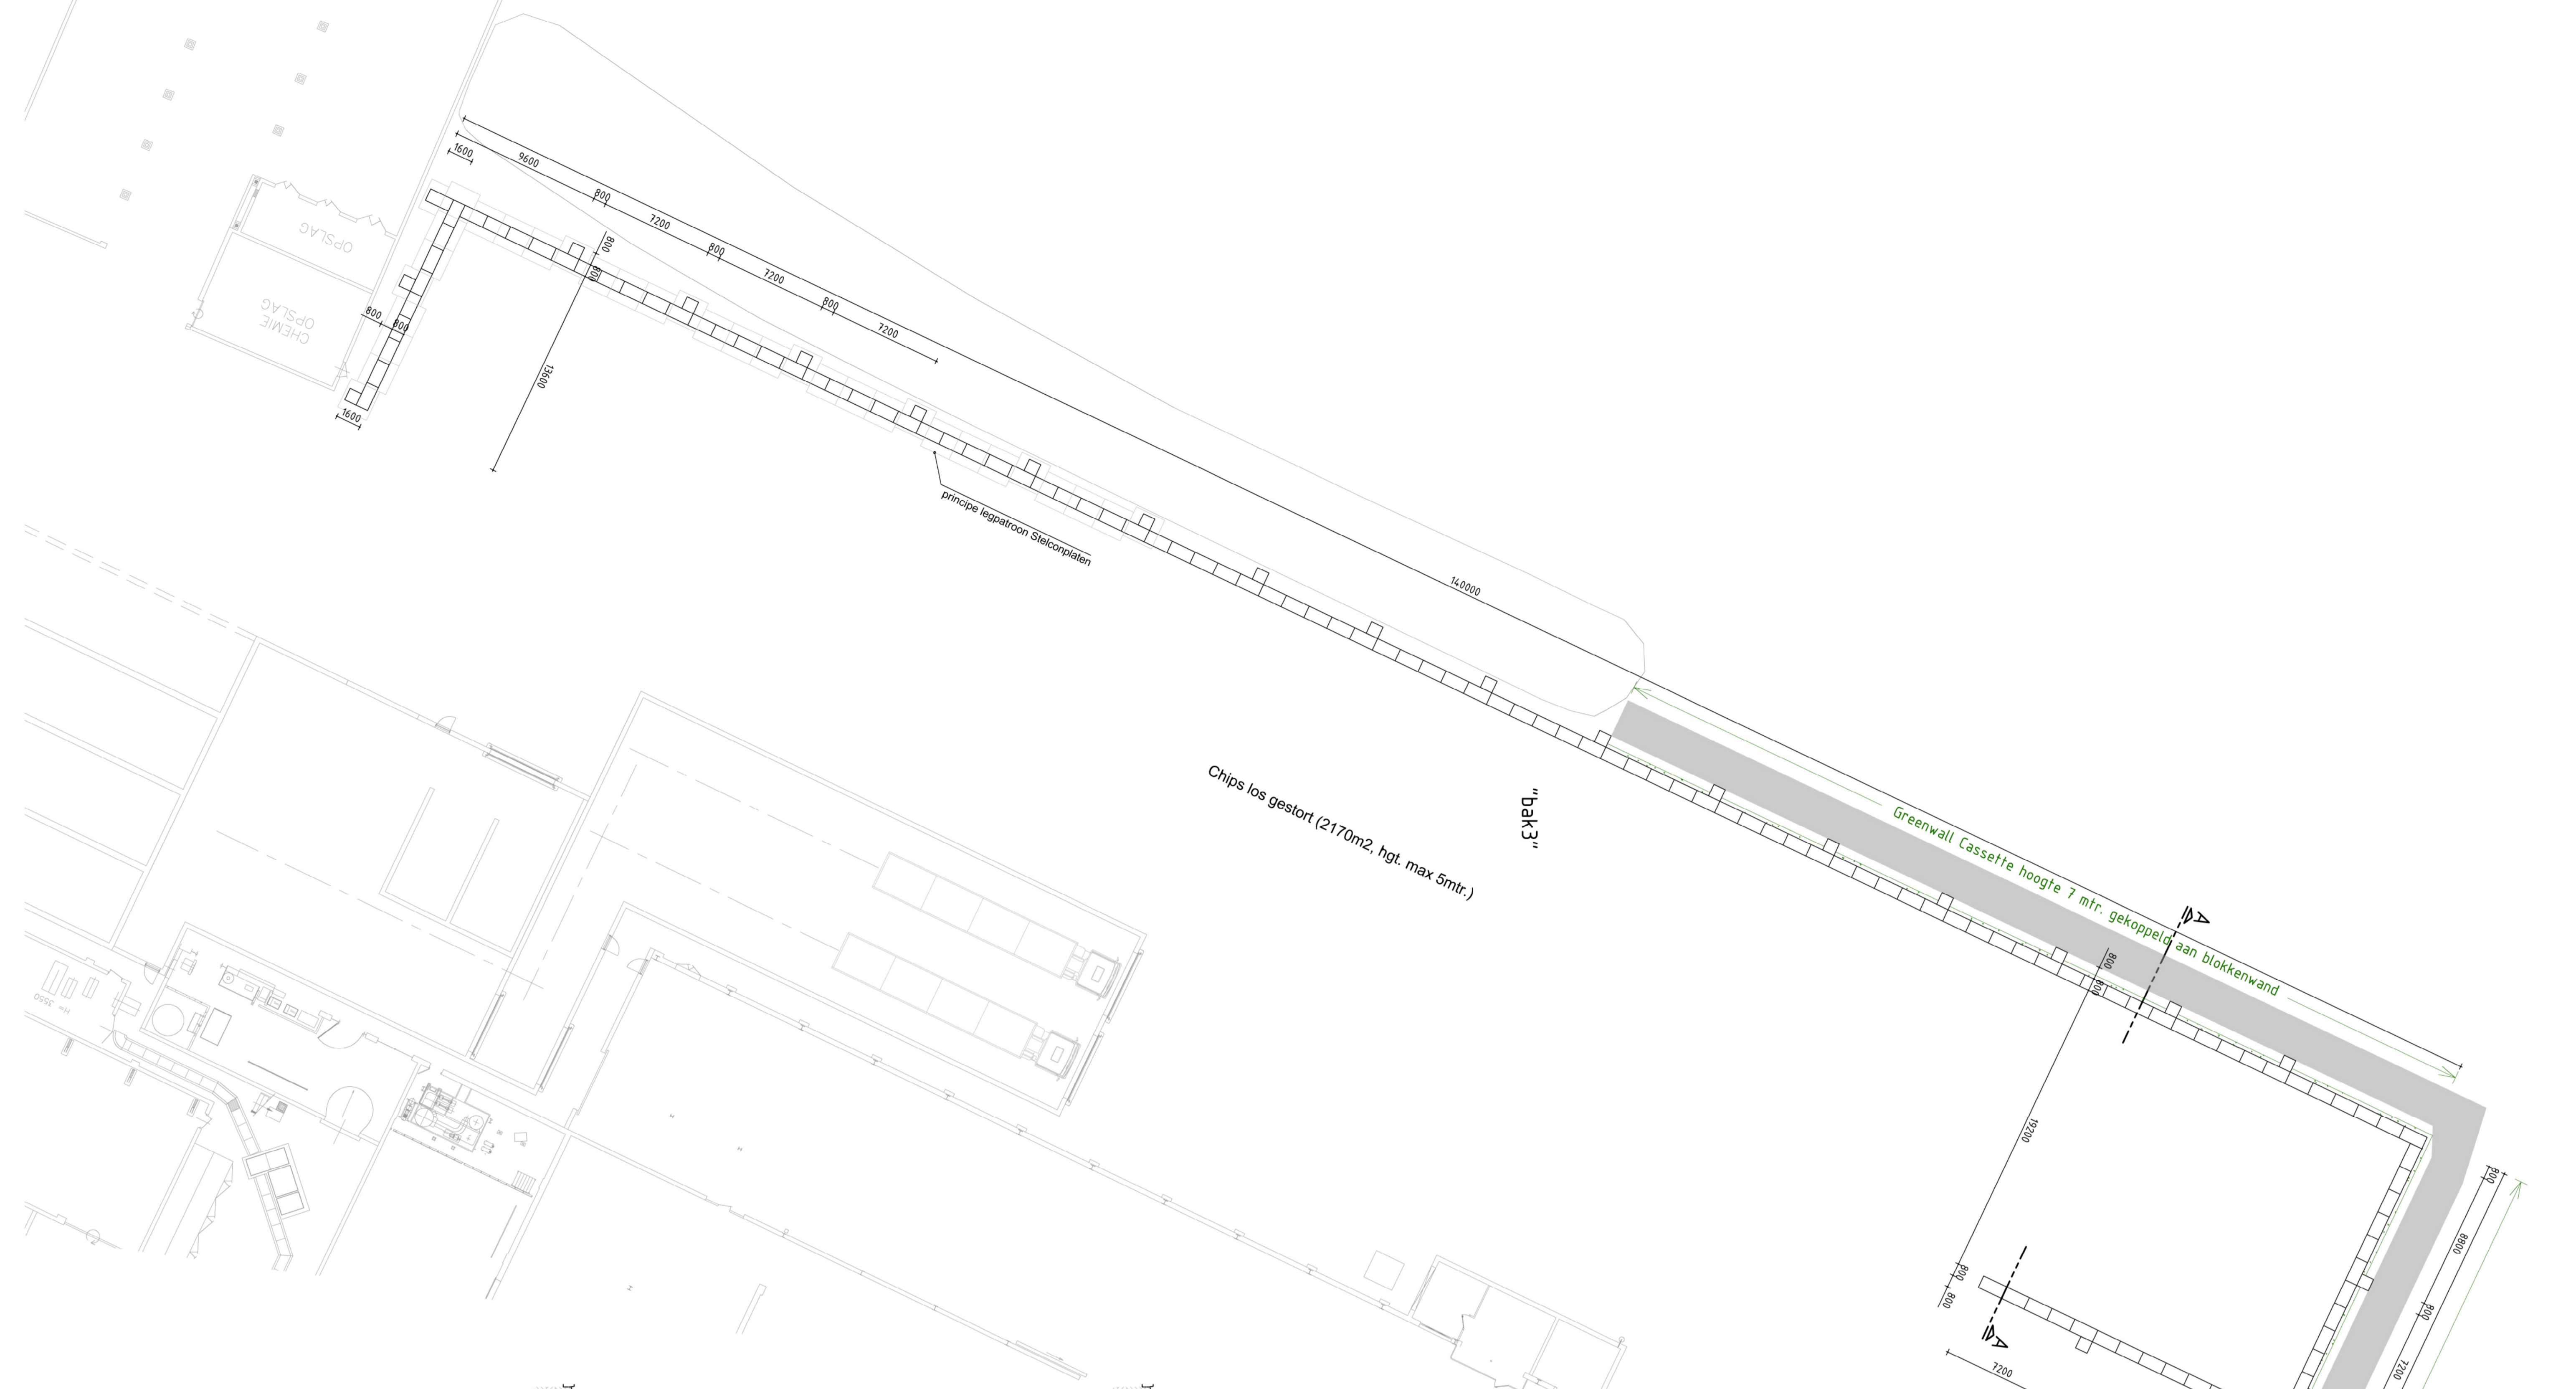 1600
9600
800
7200
800
7200
800
7200
OPSLAG
CHEMIE
OPSLAG
800
800
800
800
1600
13600
principe legpatroon Stelconplaten
140000
Chips los gestort (2170m2, hgt. max 5mtr.)
"bak3"
Greenwall Cassette hoogte 7 mtr. gekoppeld aan blokkenwand
A
800
800
19200
800
800
A
7200
800
8800
800
7200
3550